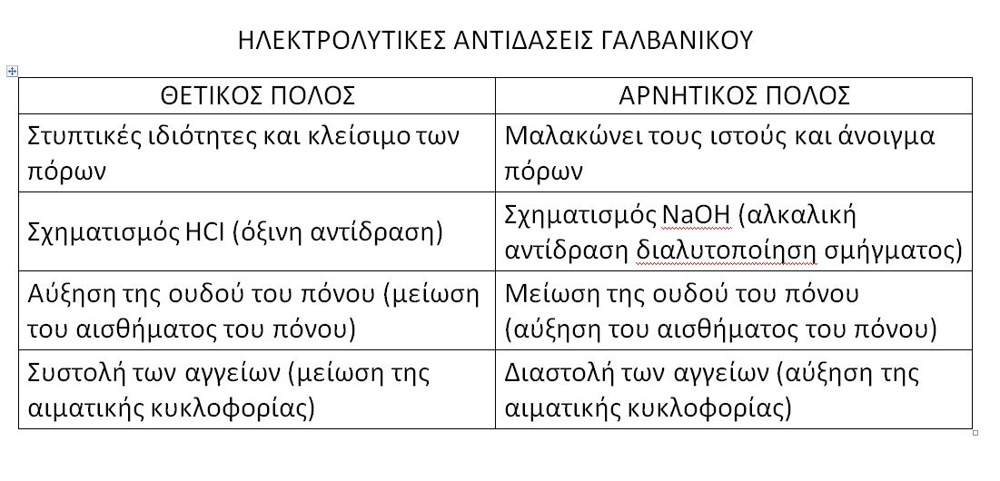 ΗΛΕΚΤΡΟΛΥΤΙΚΕΣ ΑΝΤΙΔΑΣΕΙΣ ΓΑΛΒΑΝΙΚΟΥ
ΘΕΤΙΚΟΣ ΠΟΛΟΣ
ΑΡΝΗΤΙΚΟΣ ΠΟΛΟΣ
Στυπτικές ιδιότητες και κλείσιμο των
πόρων
Μαλακώνει τους ιστούς και άνοιγμα
πόρων
Σχηματισμός HCI (όξινη αντίδραση)
Σχηματισμός NaOH (αλκαλική
αντίδραση διαλυτοποίηση σμήγματος)
Αύξηση της ουδού του πόνου (μείωση
του αισθήματος του πόνου)
Μείωση της ουδού του πόνου
(αύξηση του αισθήματος του πόνου)
Συστολή των αγγείων (μείωση της
αιματικής κυκλοφορίας)
Διαστολή των αγγείων (αύξηση της
αιματικής κυκλοφορίας)